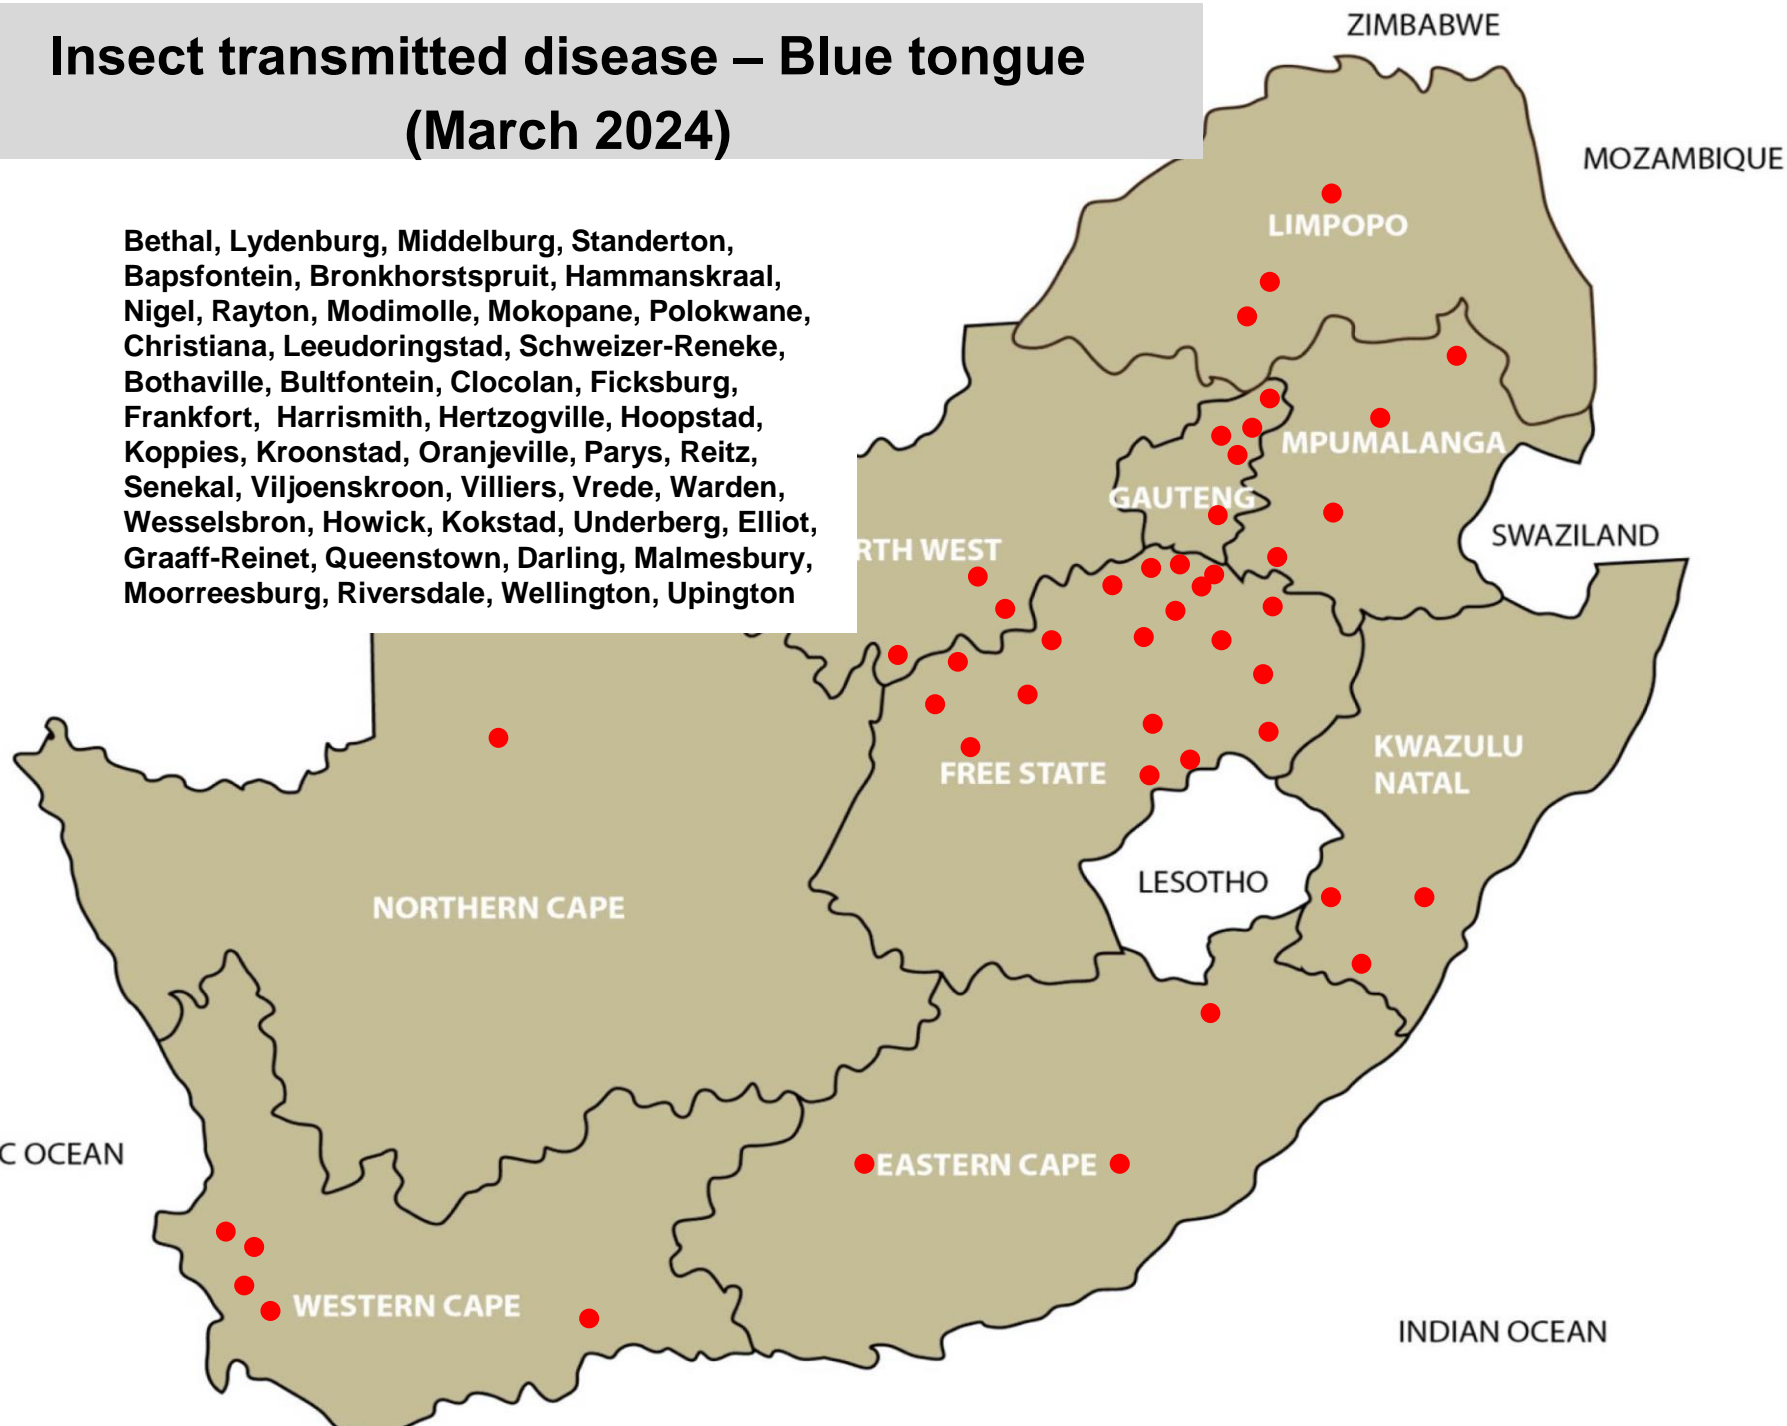 Insect transmitted disease – Blue tongue
(March 2024)
ZIMBABWE
MOZAMBIQUE
LIMPOPO
Bethal, Lydenburg, Middelburg, Standerton,
Bapsfontein, Bronkhorstspruit, Hammanskraal,
Nigel, Rayton, Modimolle, Mokopane, Polokwane,
Christiana, Leeudoringstad, Schweizer-Reneke,
Bothaville, Bultfontein, Clocolan, Ficksburg,
Frankfort, Harrismith, Hertzogville, Hoopstad,
Koppies, Kroonstad, Oranjeville, Parys, Reitz,
Senekal, Viljoenskroon, Villiers, Vrede, Warden,
Wesselsbron, Howick, Kokstad, Underberg, Elliot,
Graaff-Reinet, Queenstown, Darling, Malmesbury,
Moorreesburg, Riversdale, Wellington, Upington
MPUMALANGA
GAUTENG
SWAZILAND
RTH WEST
KWAZULU
NATAL
FREE STATE
LESOTHO
NORTHERN CAPE
C OCEAN
EASTERN CAPE
WESTERN CAPE
INDIAN OCEAN